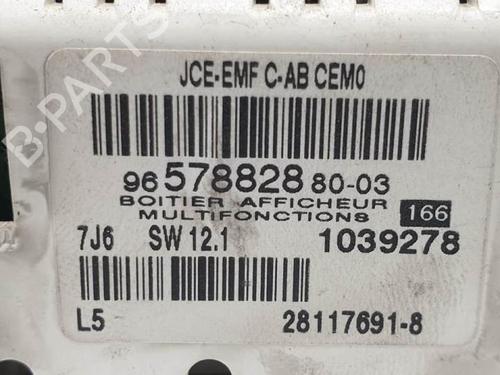 JCE-EMF C-AB CEM0
96 578828 80-03
BOITIER AFFICHEUR
MULTIFONCTIONS 166
7J6 SW 12.1 1039278
L5 28117691-8
B-PARTS